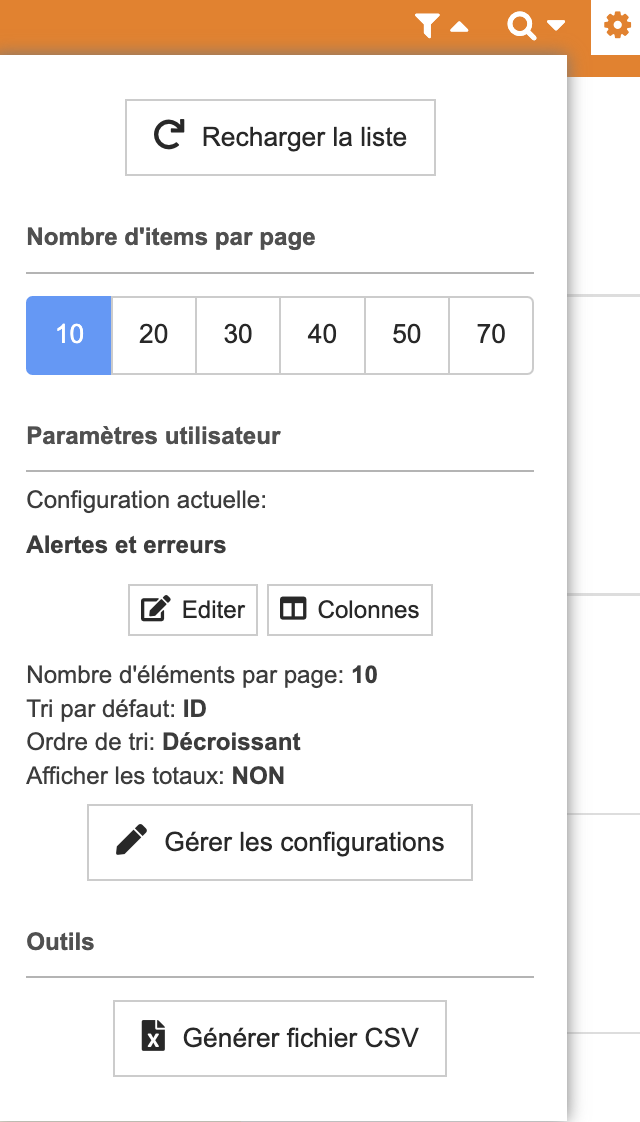 Recharger la liste
Nombre d'items par page
10 20 30 40 50 70
Paramètres utilisateur
Configuration actuelle:
Alertes et erreurs
Editer Colonnes
Nombre d'éléments par page: 10
Tri par défaut: ID
Ordre de tri: Décroissant
Afficher les totaux: NON
Gérer les configurations
Outils
Générer fichier CSV